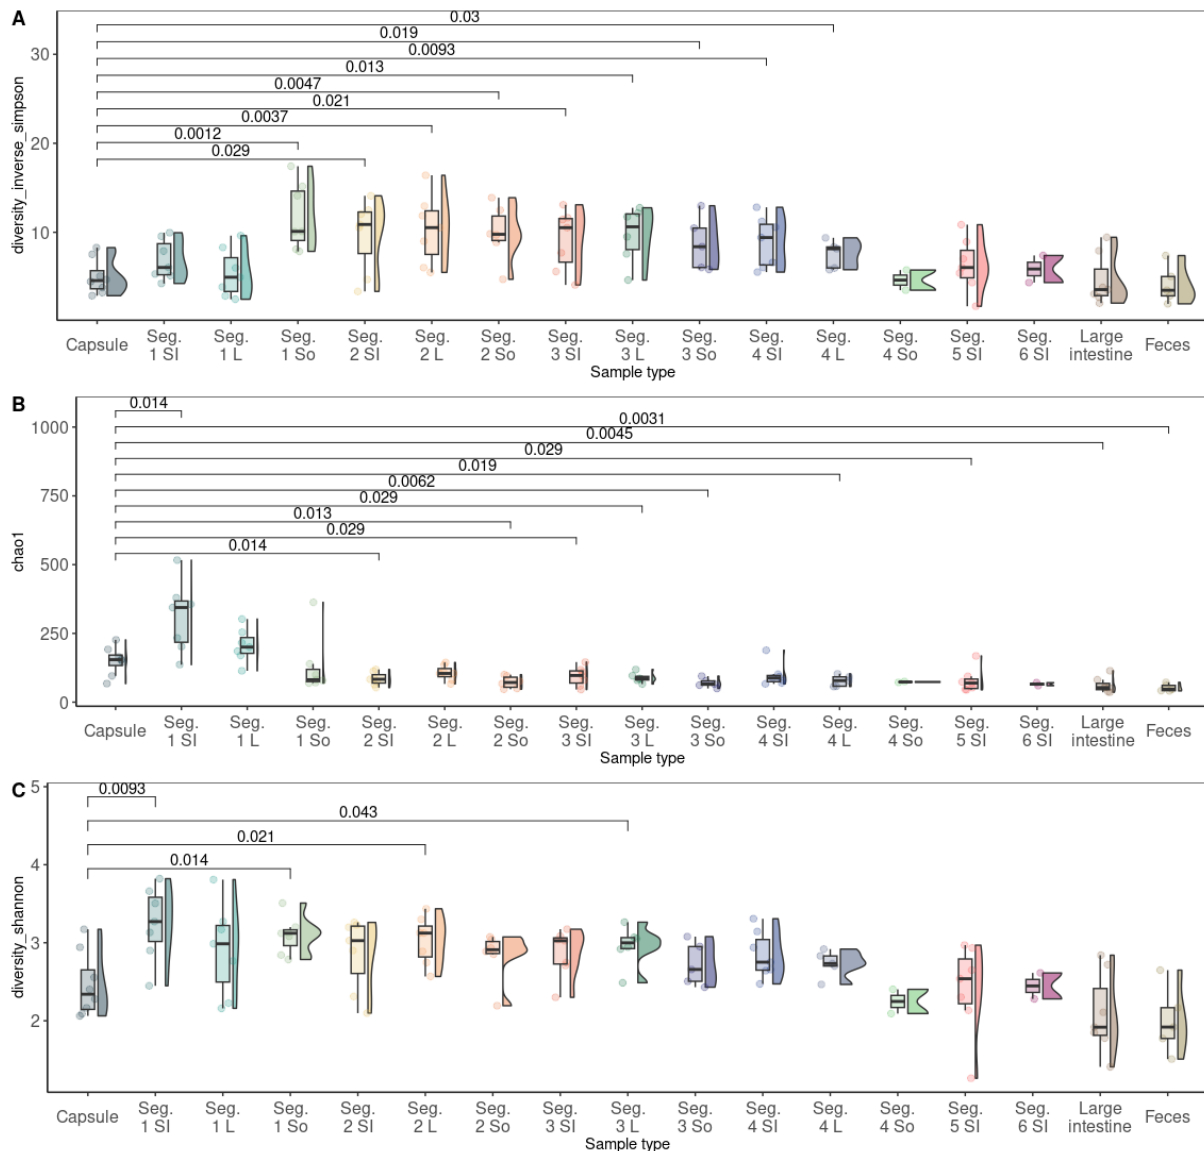 A
0.03
0.019
0.0093
0.013
0.0047
0.021
0.0037
0.0012
0.029
30
20
10
diversity_inverse_simpson
Capsule
Seg. 1 SI
Seg. 1 L
Seg. 1 So
Seg. 2 SI
Seg. 2 L
Seg. 2 So
Seg. 3 SI
Seg. 3 L
Seg. 3 So
Seg. 4 SI
Seg. 4 L
Seg. 4 So
Seg. 5 SI
Seg. 6 SI
Large intestine
Feces
Sample type
B
0.014
0.0031
0.0045
0.029
0.019
0.0062
0.029
0.013
0.029
0.014
1000
750
500
250
0
chao1
Capsule
Seg. 1 SI
Seg. 1 L
Seg. 1 So
Seg. 2 SI
Seg. 2 L
Seg. 2 So
Seg. 3 SI
Seg. 3 L
Seg. 3 So
Seg. 4 SI
Seg. 4 L
Seg. 4 So
Seg. 5 SI
Seg. 6 SI
Large intestine
Feces
Sample type
C
0.0093
0.043
0.021
0.014
5
4
3
2
diversity_shannon
Capsule
Seg. 1 SI
Seg. 1 L
Seg. 1 So
Seg. 2 SI
Seg. 2 L
Seg. 2 So
Seg. 3 SI
Seg. 3 L
Seg. 3 So
Seg. 4 SI
Seg. 4 L
Seg. 4 So
Seg. 5 SI
Seg. 6 SI
Large intestine
Feces
Sample type